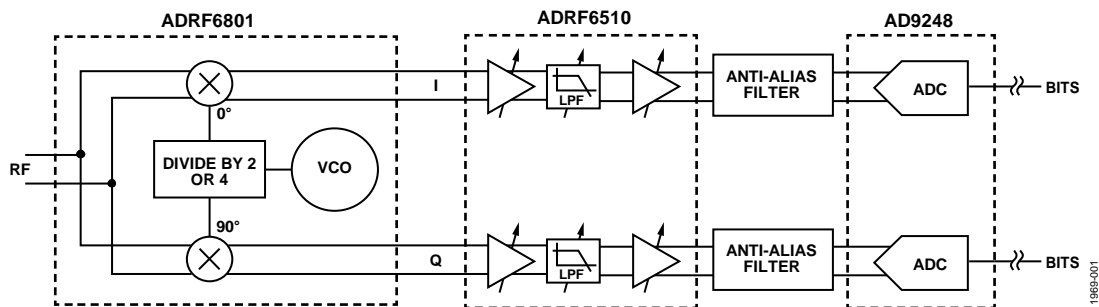 ADRF6801
ADRF6510
AD9248
I
LPF
ANTI-ALIAS
FILTER
ADC
BITS
0°
RF
DIVIDE BY 2
OR 4
VCO
90°
Q
LPF
ANTI-ALIAS
FILTER
ADC
BITS
1969-001